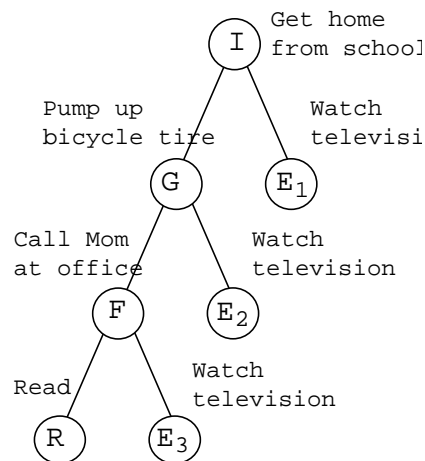 Get home
I
from school
Pump up
bicycle tire
Watch
televisi
G
E1
Call Mom
at office
Watch
television
F
E2
Read
Watch
television
R
E3